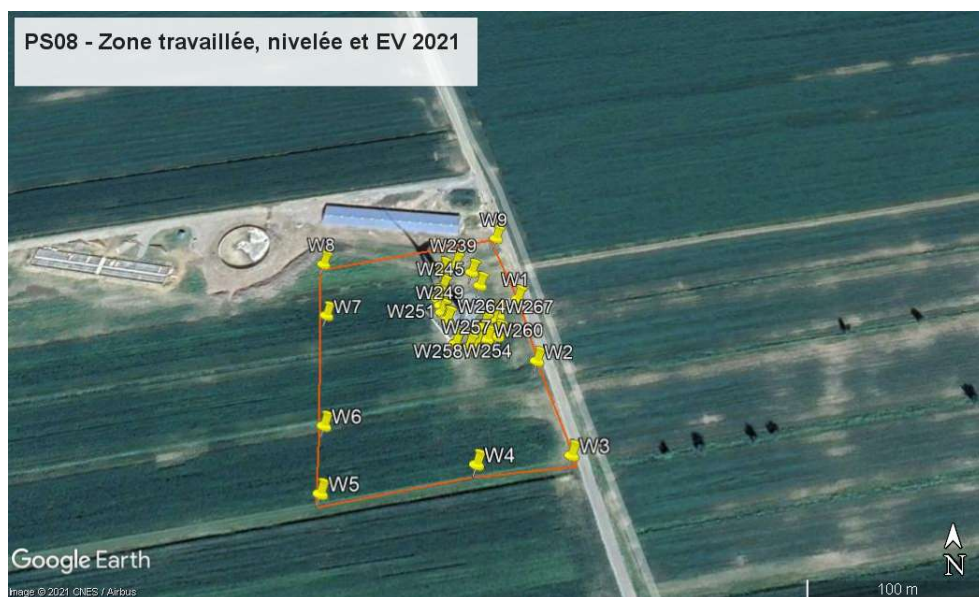 PS08 - Zone travaillée, nivelée et EV 2021
W9
W8
W239
W245
W1
W249
W7
W251
W264
W267
W257
W260
W258
W254
W2
W6
W4
W3
W5
Google Earth
Image © 2021 CNES / Airbus
N
100 m